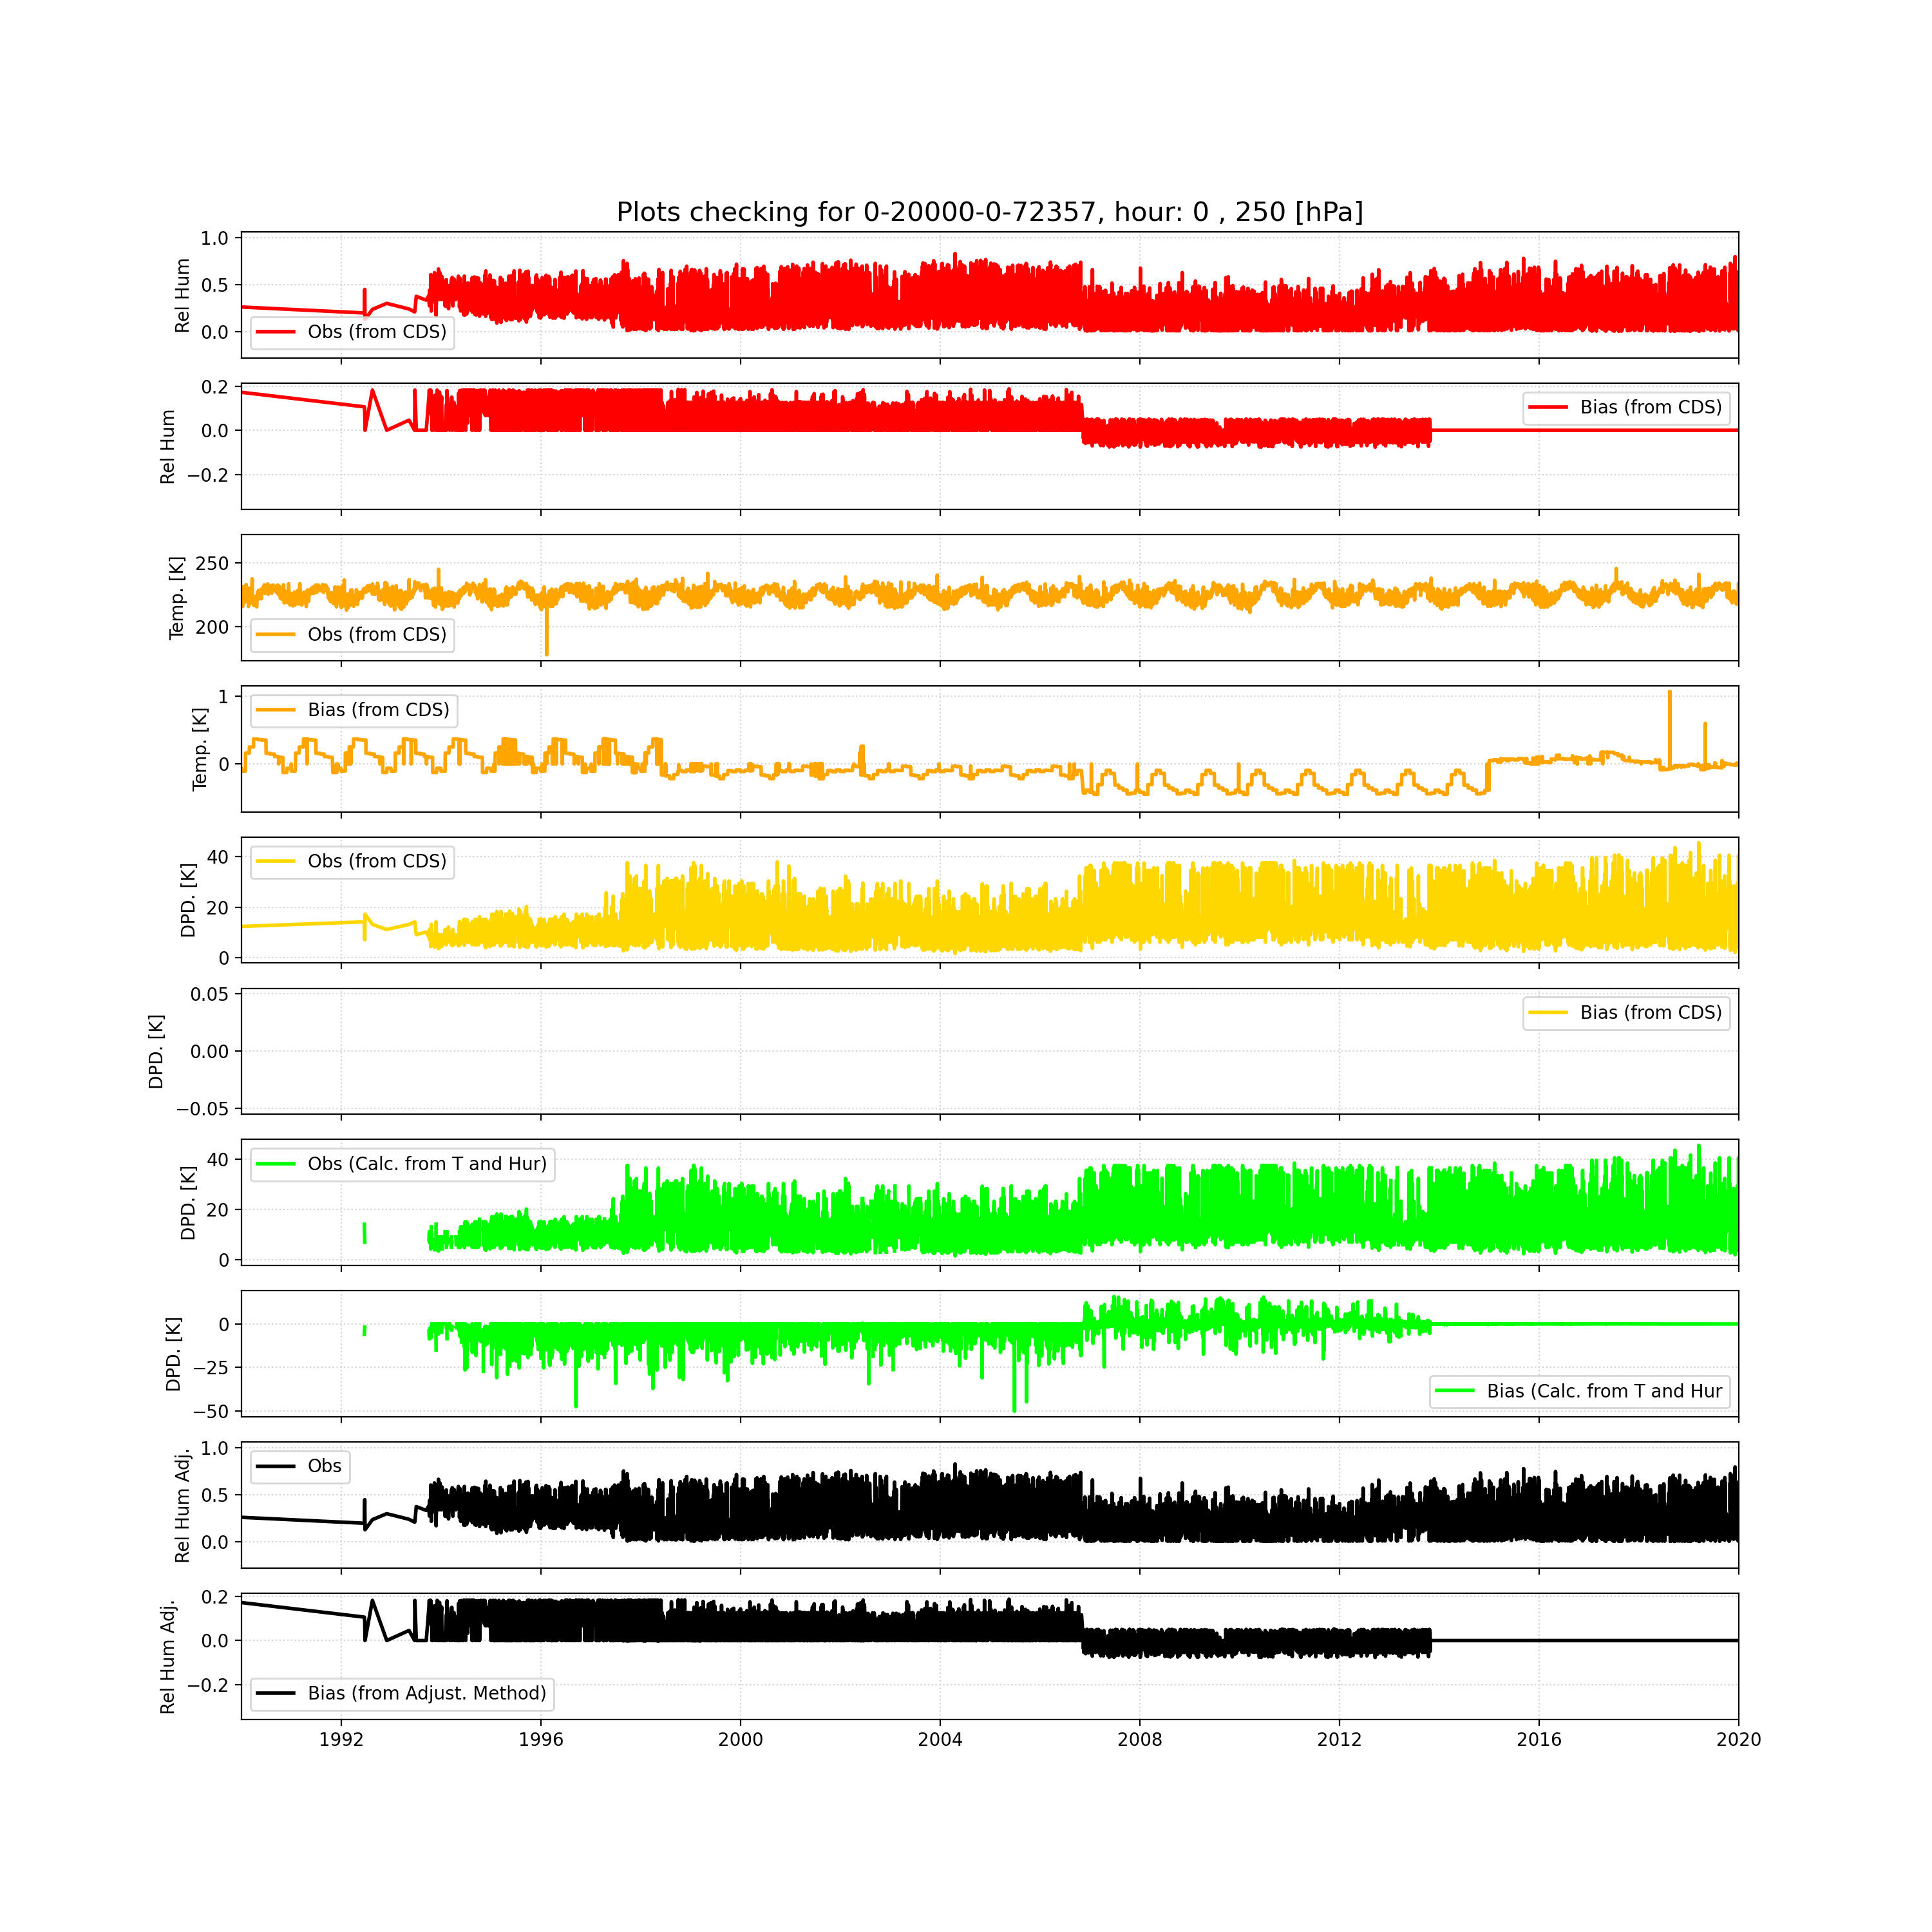 Plots checking for 0-20000-0-72357, hour: 0 , 250 [hPa]
1.0
0.5
0.0
Rel Hum
Obs (from CDS)
0.2
0.0
−0.2
Rel Hum
Bias (from CDS)
250
200
Temp. [K]
Obs (from CDS)
1
0
Temp. [K]
Bias (from CDS)
40
20
0
DPD. [K]
Obs (from CDS)
0.05
0.00
−0.05
DPD. [K]
Bias (from CDS)
40
20
0
DPD. [K]
Obs (Calc. from T and Hur)
0
−25
−50
DPD. [K]
Bias (Calc. from T and Hur
1.0
0.5
0.0
Rel Hum Adj.
Obs
0.2
0.0
−0.2
Rel Hum Adj.
Bias (from Adjust. Method)
1992 1996 2000 2004 2008 2012 2016 2020